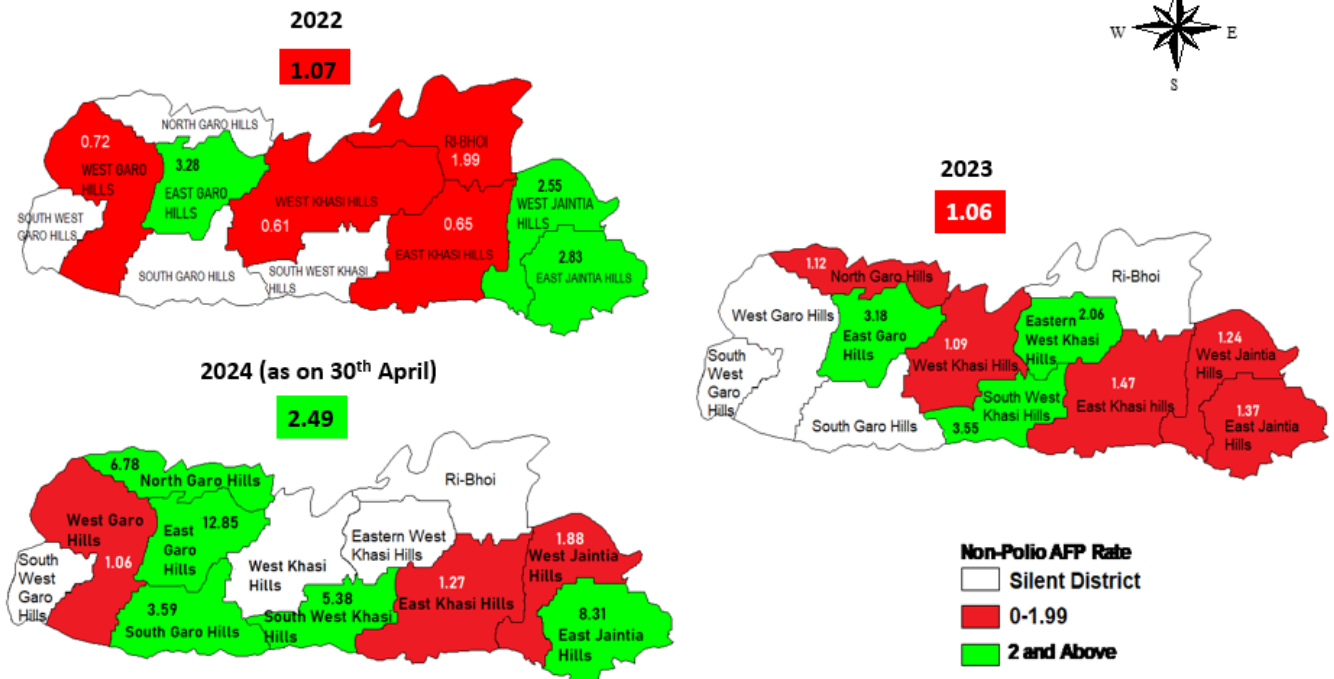 2022
1.07
NORTH GARO HILLS
0.72
WEST GARO
HILLS
3.28
EAST GARO
HILLS
SOUTH WEST
GARO HILLS
SOUTH GARO HILLS
WEST KHASI HILLS
0.61
SOUTH WEST KHASI
HILLS
RI-BHOI
1.99
0.65
EAST KHASI HILLS
2.55
WEST JAINTIA
HILLS
2.83
EAST JAINTIA HILLS
W
E
S
2023
1.06
1.12
North Garo Hills
West Garo Hills
3.18
East Garo
Hills
South
West
Garo
Hills
South Garo Hills
1.09
West Khasi Hills
Ri-Bhoi
Eastern 2.06
West Khasi
Hills
South West
Khasi Hills
3.55
1.47
East Khasi hills
1.24
West Jaintia
Hills
1.37
East Jaintia
Hills
2024 (as on 30th April)
2.49
6.78
North Garo Hills
West Garo
Hills
1.06
East 12.85
Garo
Hills
South
West
Garo
Hills
3.59
South Garo Hills
West Khasi
Hills
Ri-Bhoi
Eastern West
Khasi Hills
5.38
South West Khasi
Hills
1.27
East Khasi Hills
1.88
West Jaintia
Hills
8.31
East Jaintia
Hills
Non-Polio AFP Rate
Silent District
0-1.99
2 and Above